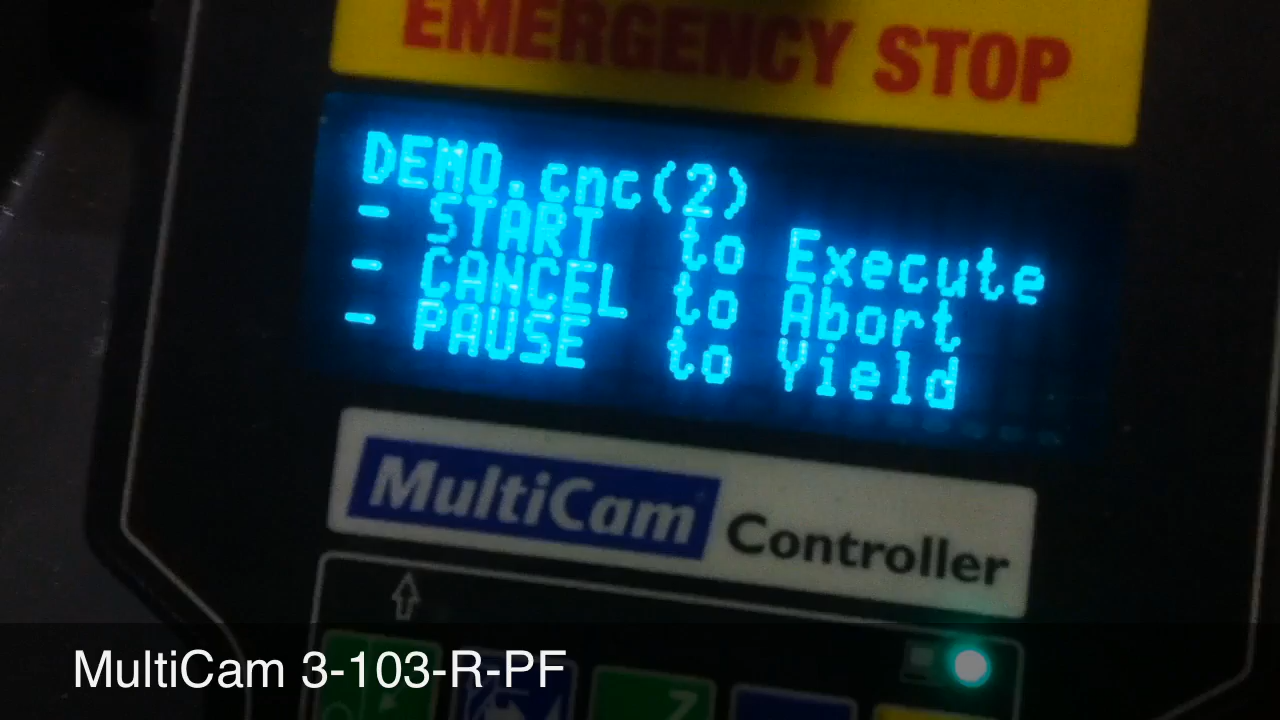 EMERGENCY STOP
DEMO.cnc(2)
- START to Execute
- CANCEL to Abort
- PAUSE to Yield
MultiCam Controller
Z
MultiCam 3-103-R-PF